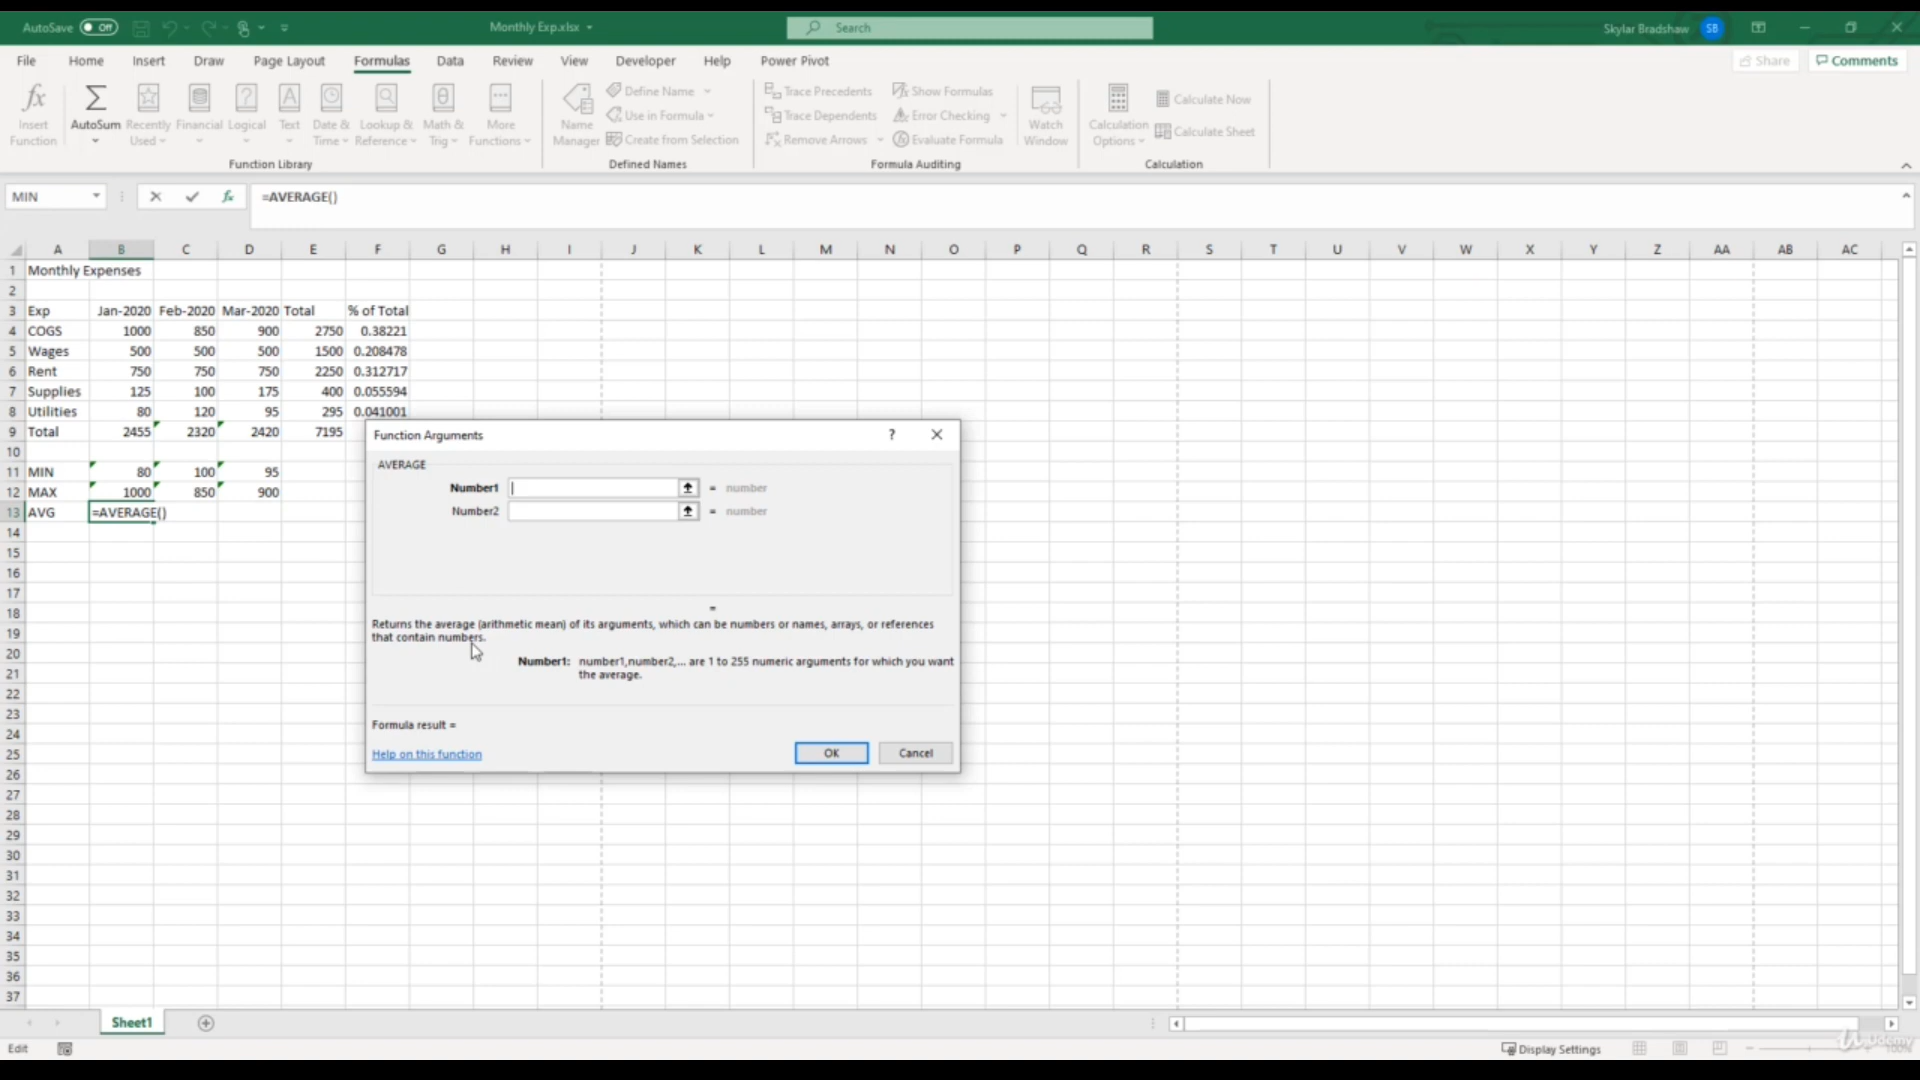 AutoSave Off Monthly Exp.xlsx Search Skylar Bradshaw SB
File Home Insert Draw Page Layout Formulas Data Review View Developer Help Power Pivot Share Comments
Insert Function AutoSum Recently Used Financial Logical Text Date & Time Lookup & Reference Math & Trig More Functions
Function Library
Name Manager
Define Name
Use in Formula
Create from Selection
Defined Names
Trace Precedents Show Formulas
Trace Dependents Error Checking
Remove Arrows Evaluate Formula
Formula Auditing
Watch Window
Calculation Options
Calculate Now
Calculate Sheet
Calculation
MIN fx =AVERAGE()
A B C D E F G H I J K L M N O P Q R S T U V W X Y Z AA AB AC
1 Monthly Expenses
2
3 Exp Jan-2020 Feb-2020 Mar-2020 Total % of Total
4 COGS 1000 850 900 2750 0.38221
5 Wages 500 500 500 1500 0.208478
6 Rent 750 750 750 2250 0.312717
7 Supplies 125 100 175 400 0.055594
8 Utilities 80 120 95 295 0.041001
9 Total 2455 2320 2420 7195
10
11 MIN 80 100 95
12 MAX 1000 850 900
13 AVG =AVERAGE()
14
15
16
17
18
19
20
21
22
23
24
25
26
27
28
29
30
31
32
33
34
35
36
37
Function Arguments ?
AVERAGE
Number1 = number
Number2 = number
=
Returns the average (arithmetic mean) of its arguments, which can be numbers or names, arrays, or references
that contain numbers.
Number1: number1,number2,... are 1 to 255 numeric arguments for which you want
the average.
Formula result =
Help on this function OK Cancel
Sheet1
Edit Display Settings 100%
Udemy